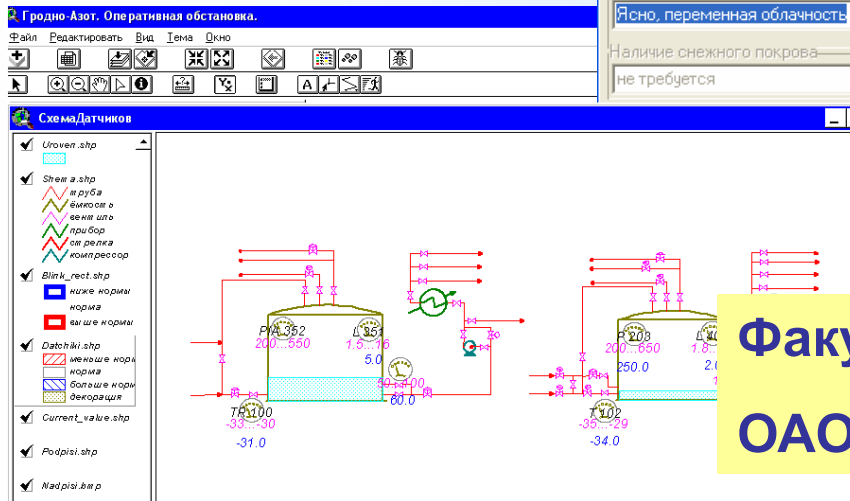 Гродно-Азот. Оперативная обстановка.
Файл Редактировать Вид Тема Окно
Ясно, переменная облачность
Наличие снежного покрова
не требуется
СхемаДатчиков
Uroven.shp
Shema.shp
труба
ёмкость
вентиль
прибор
стрелка
компрессор
Blink_rect.shp
ниже нормы
норма
выше нормы
Datchiki.shp
меньше норм
норма
больше норм
декорация
Current_value.shp
Podpisi.shp
Nadpisi.bmp
PIA 352
200...550
L 351
1.5...16
5.0
60.0
TR 100
-33...-30
-31.0
P 203
200...650
250.0
T 102
-35...-29
-34.0
Факу
ОАО